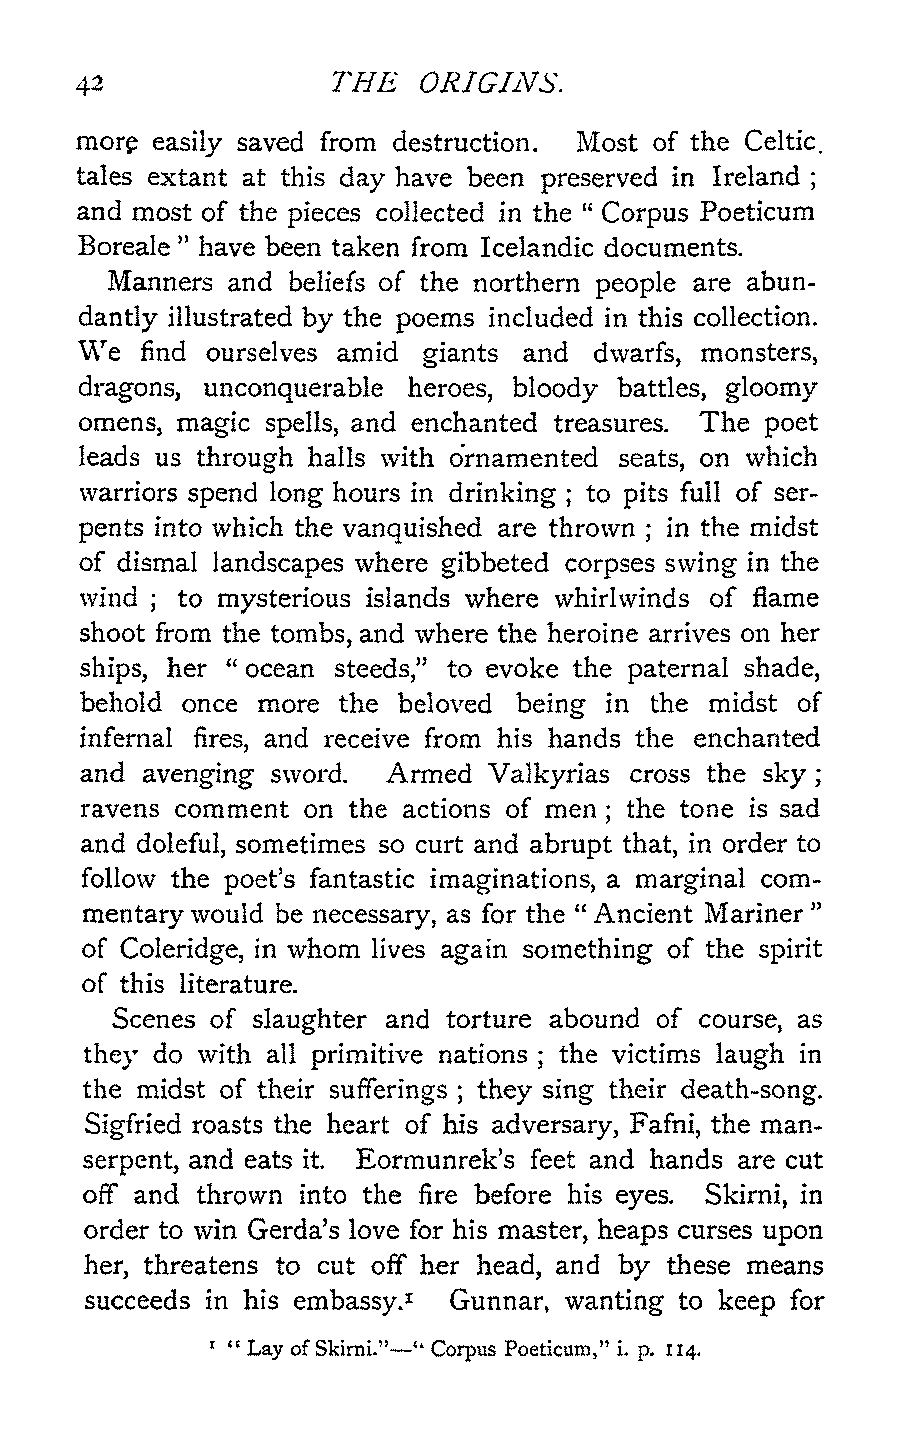 42 THE ORIGINS.
more easily saved from destruction. Most of the Celtic.
tales extant at this day have been preserved in Ireland ;
and most of the pieces collected in the “ Corpus Poeticum
Boreale ” have been taken from Icelandic documents.
Manners and beliefs of the northern people are abun-
dantly illustrated by the poems included in this collection.
We find ourselves amid giants and dwarfs, monsters,
dragons, unconquerable heroes, bloody battles, gloomy
omens, magic spells, and enchanted treasures. The poet
leads us through halls with ornamented seats, on which
warriors spend long hours in drinking ; to pits full of ser-
pents into which the vanquished are thrown ; in the midst
of dismal landscapes where gibbeted corpses swing in the
wind ; to mysterious islands where whirlwinds of flame
shoot from the tombs, and where the heroine arrives on her
ships, her “ ocean steeds,” to evoke the paternal shade,
behold once more the beloved being in the midst of
infernal fires, and receive from his hands the enchanted
and avenging sword. Armed Valkyrias cross the sky ;
ravens comment on the actions of men ; the tone is sad
and doleful, sometimes so curt and abrupt that, in order to
follow the poet’s fantastic imaginations, a marginal com-
mentary would be necessary, as for the “ Ancient Mariner ”
of Coleridge, in whom lives again something of the spirit
of this literature.
Scenes of slaughter and torture abound of course, as
they do with all primitive nations ; the victims laugh in
the midst of their sufferings ; they sing their death-song.
Sigfried roasts the heart of his adversary, Fafni, the man-
serpent, and eats it. Eormunrek’s feet and hands are cut
off and thrown into the fire before his eyes. Skirni, in
order to win Gerda’s love for his master, heaps curses upon
her, threatens to cut off her head, and by these means
succeeds in his embassy.¹ Gunnar, wanting to keep for
¹ “ Lay of Skirni.”—“ Corpus Poeticum,” i. p. 114.